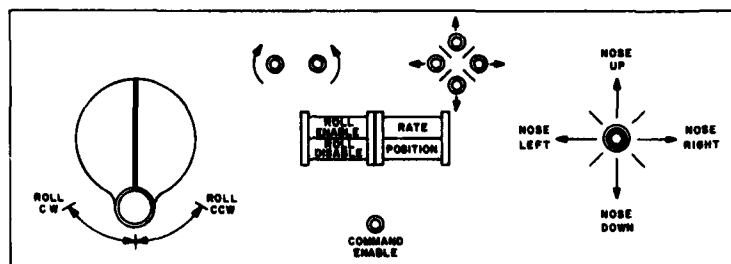 ROLL
CW
ROLL
CCW
ROLL
ENABLE
ROLL
DISABLE
RATE
POSITION
COMMAND
ENABLE
NOSE
UP
NOSE
LEFT
NOSE
RIGHT
NOSE
DOWN